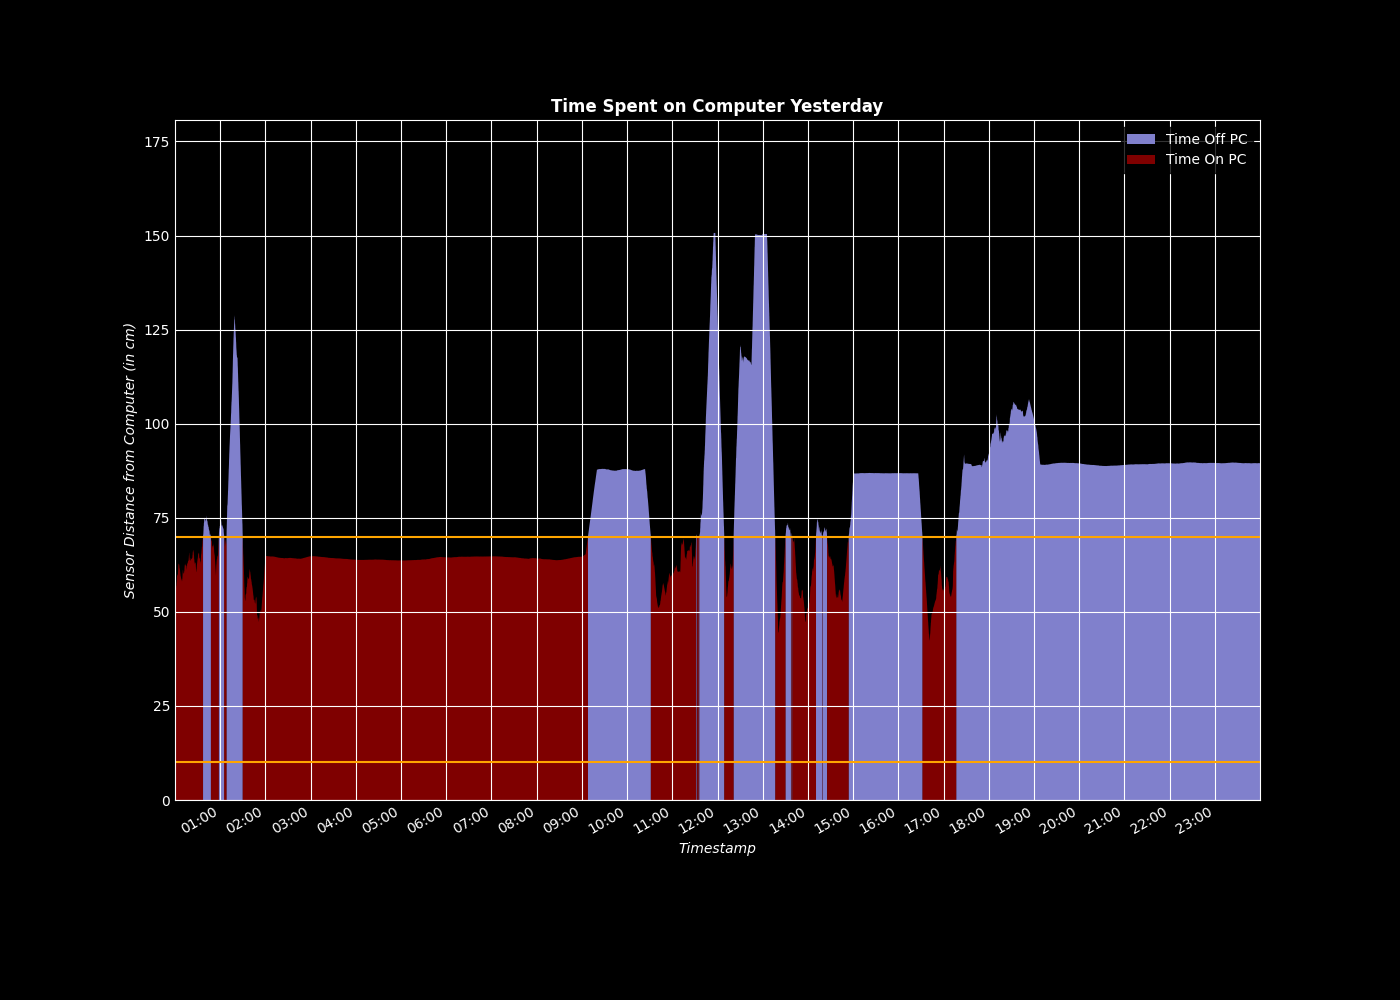 Time Spent on Computer Yesterday
Time Off PC
Time On PC
175
150
125
100
75
50
25
0
Sensor Distance from Computer (in cm)
01:00 02:00 03:00 04:00 05:00 06:00 07:00 08:00 09:00 10:00 11:00 12:00 13:00 14:00 15:00 16:00 17:00 18:00 19:00 20:00 21:00 22:00 23:00
Timestamp